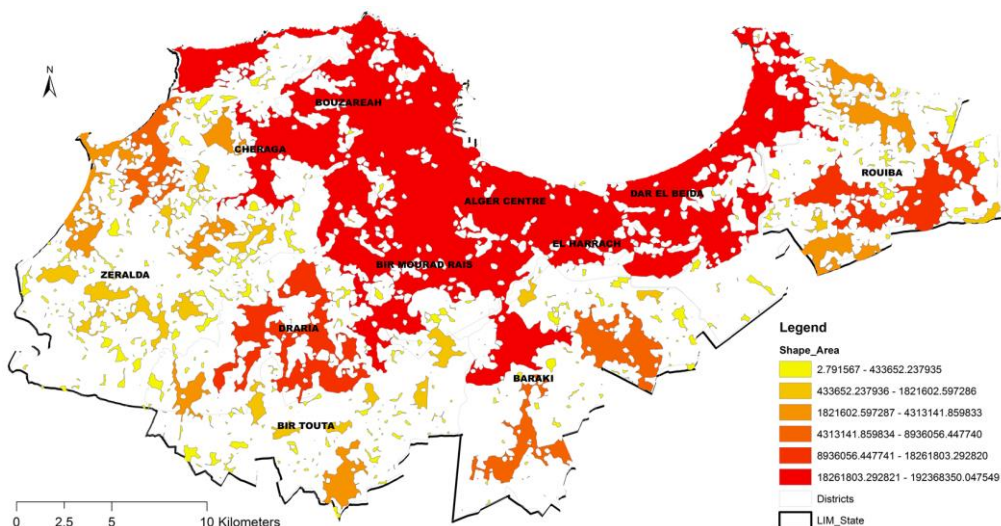 N
BOUZAREAH
CHERAGA
ROUIBA
DAR EL BEIDA
ALGER CENTRE
EL HARRACH
BIR MOURAD RAIS
ZERALDA
DRARIA
BARAKI
BIR TOUTA
Legend
Shape_Area
2.791567 - 433652.237935
433652.237936 - 1821602.597286
1821602.597287 - 4313141.859833
4313141.859834 - 8936056.447740
8936056.447741 - 18261803.292820
18261803.292821 - 192368350.047549
Districts
LIM_State
0 2.5 5 10 Kilometers